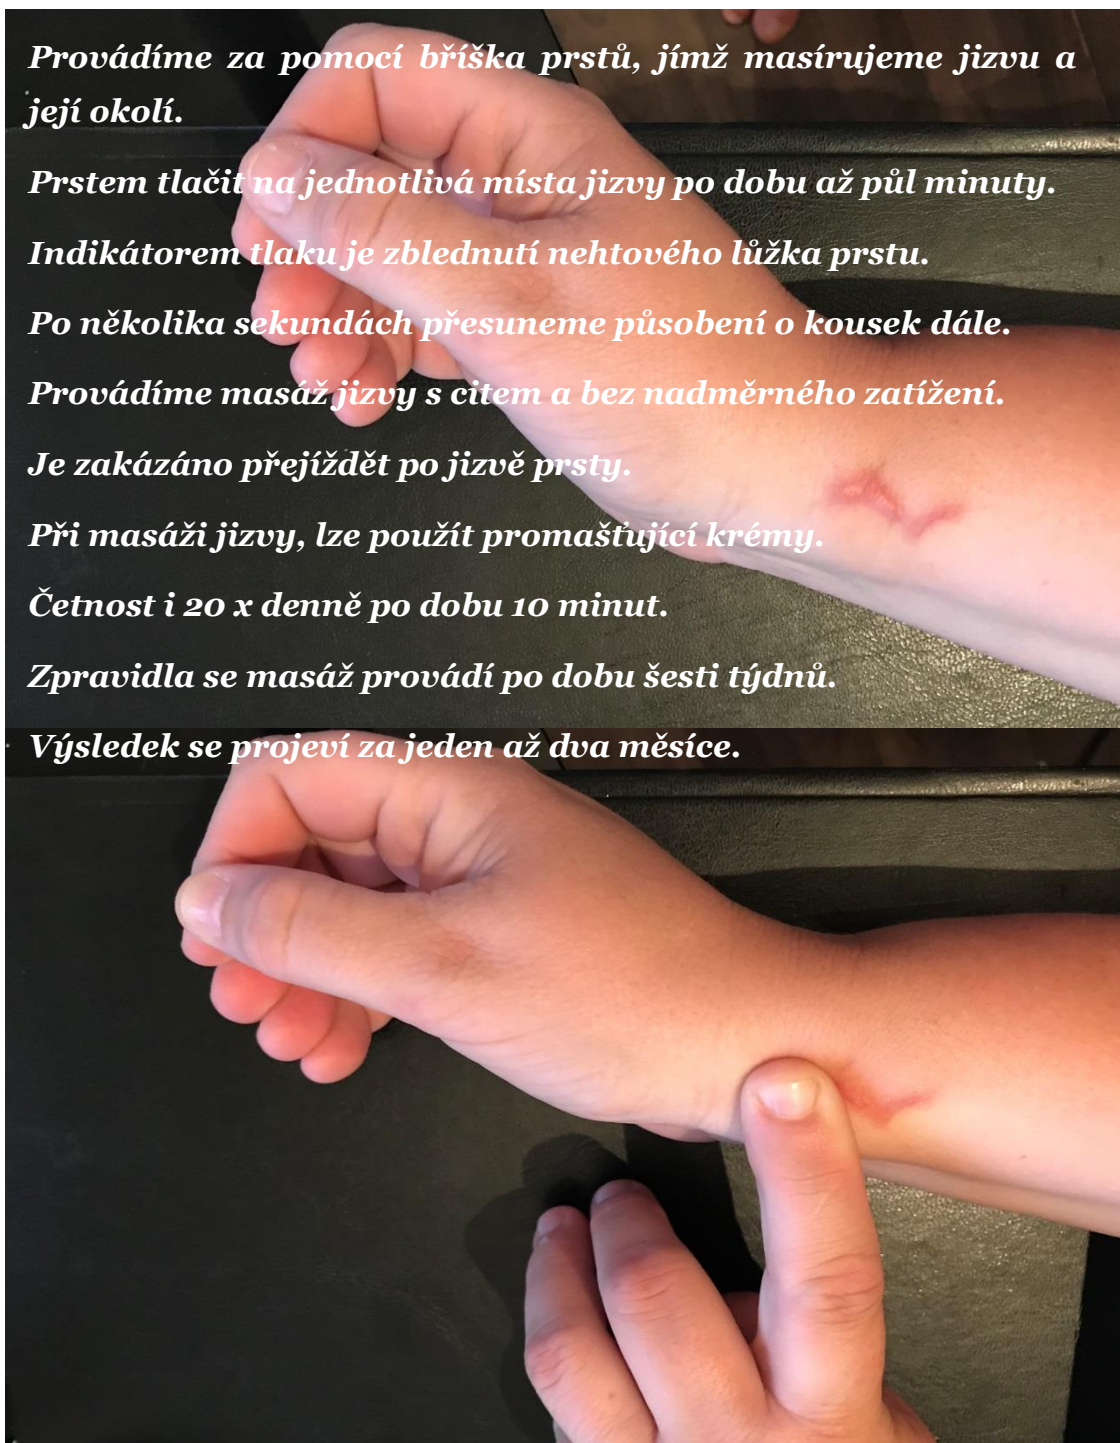 Provádíme za pomocí bříška prstů, jímž masírujeme jizvu a
její okolí.
Prstem tlačit na jednotlivá místa jizvy po dobu až půl minuty.
Indikátorem tlaku je zblednutí nehtového lůžka prstu.
Po několika sekundách přesuneme působení o kousek dále.
Provádíme masáž jizvy s citem a bez nadměrného zatížení.
Je zakázáno přejíždět po jizvě prsty.
Při masáži jizvy, lze použít promašťující krémy.
Četnost i 20 x denně po dobu 10 minut.
Zpravidla se masáž provádí po dobu šesti týdnů.
Výsledek se projeví za jeden až dva měsíce.